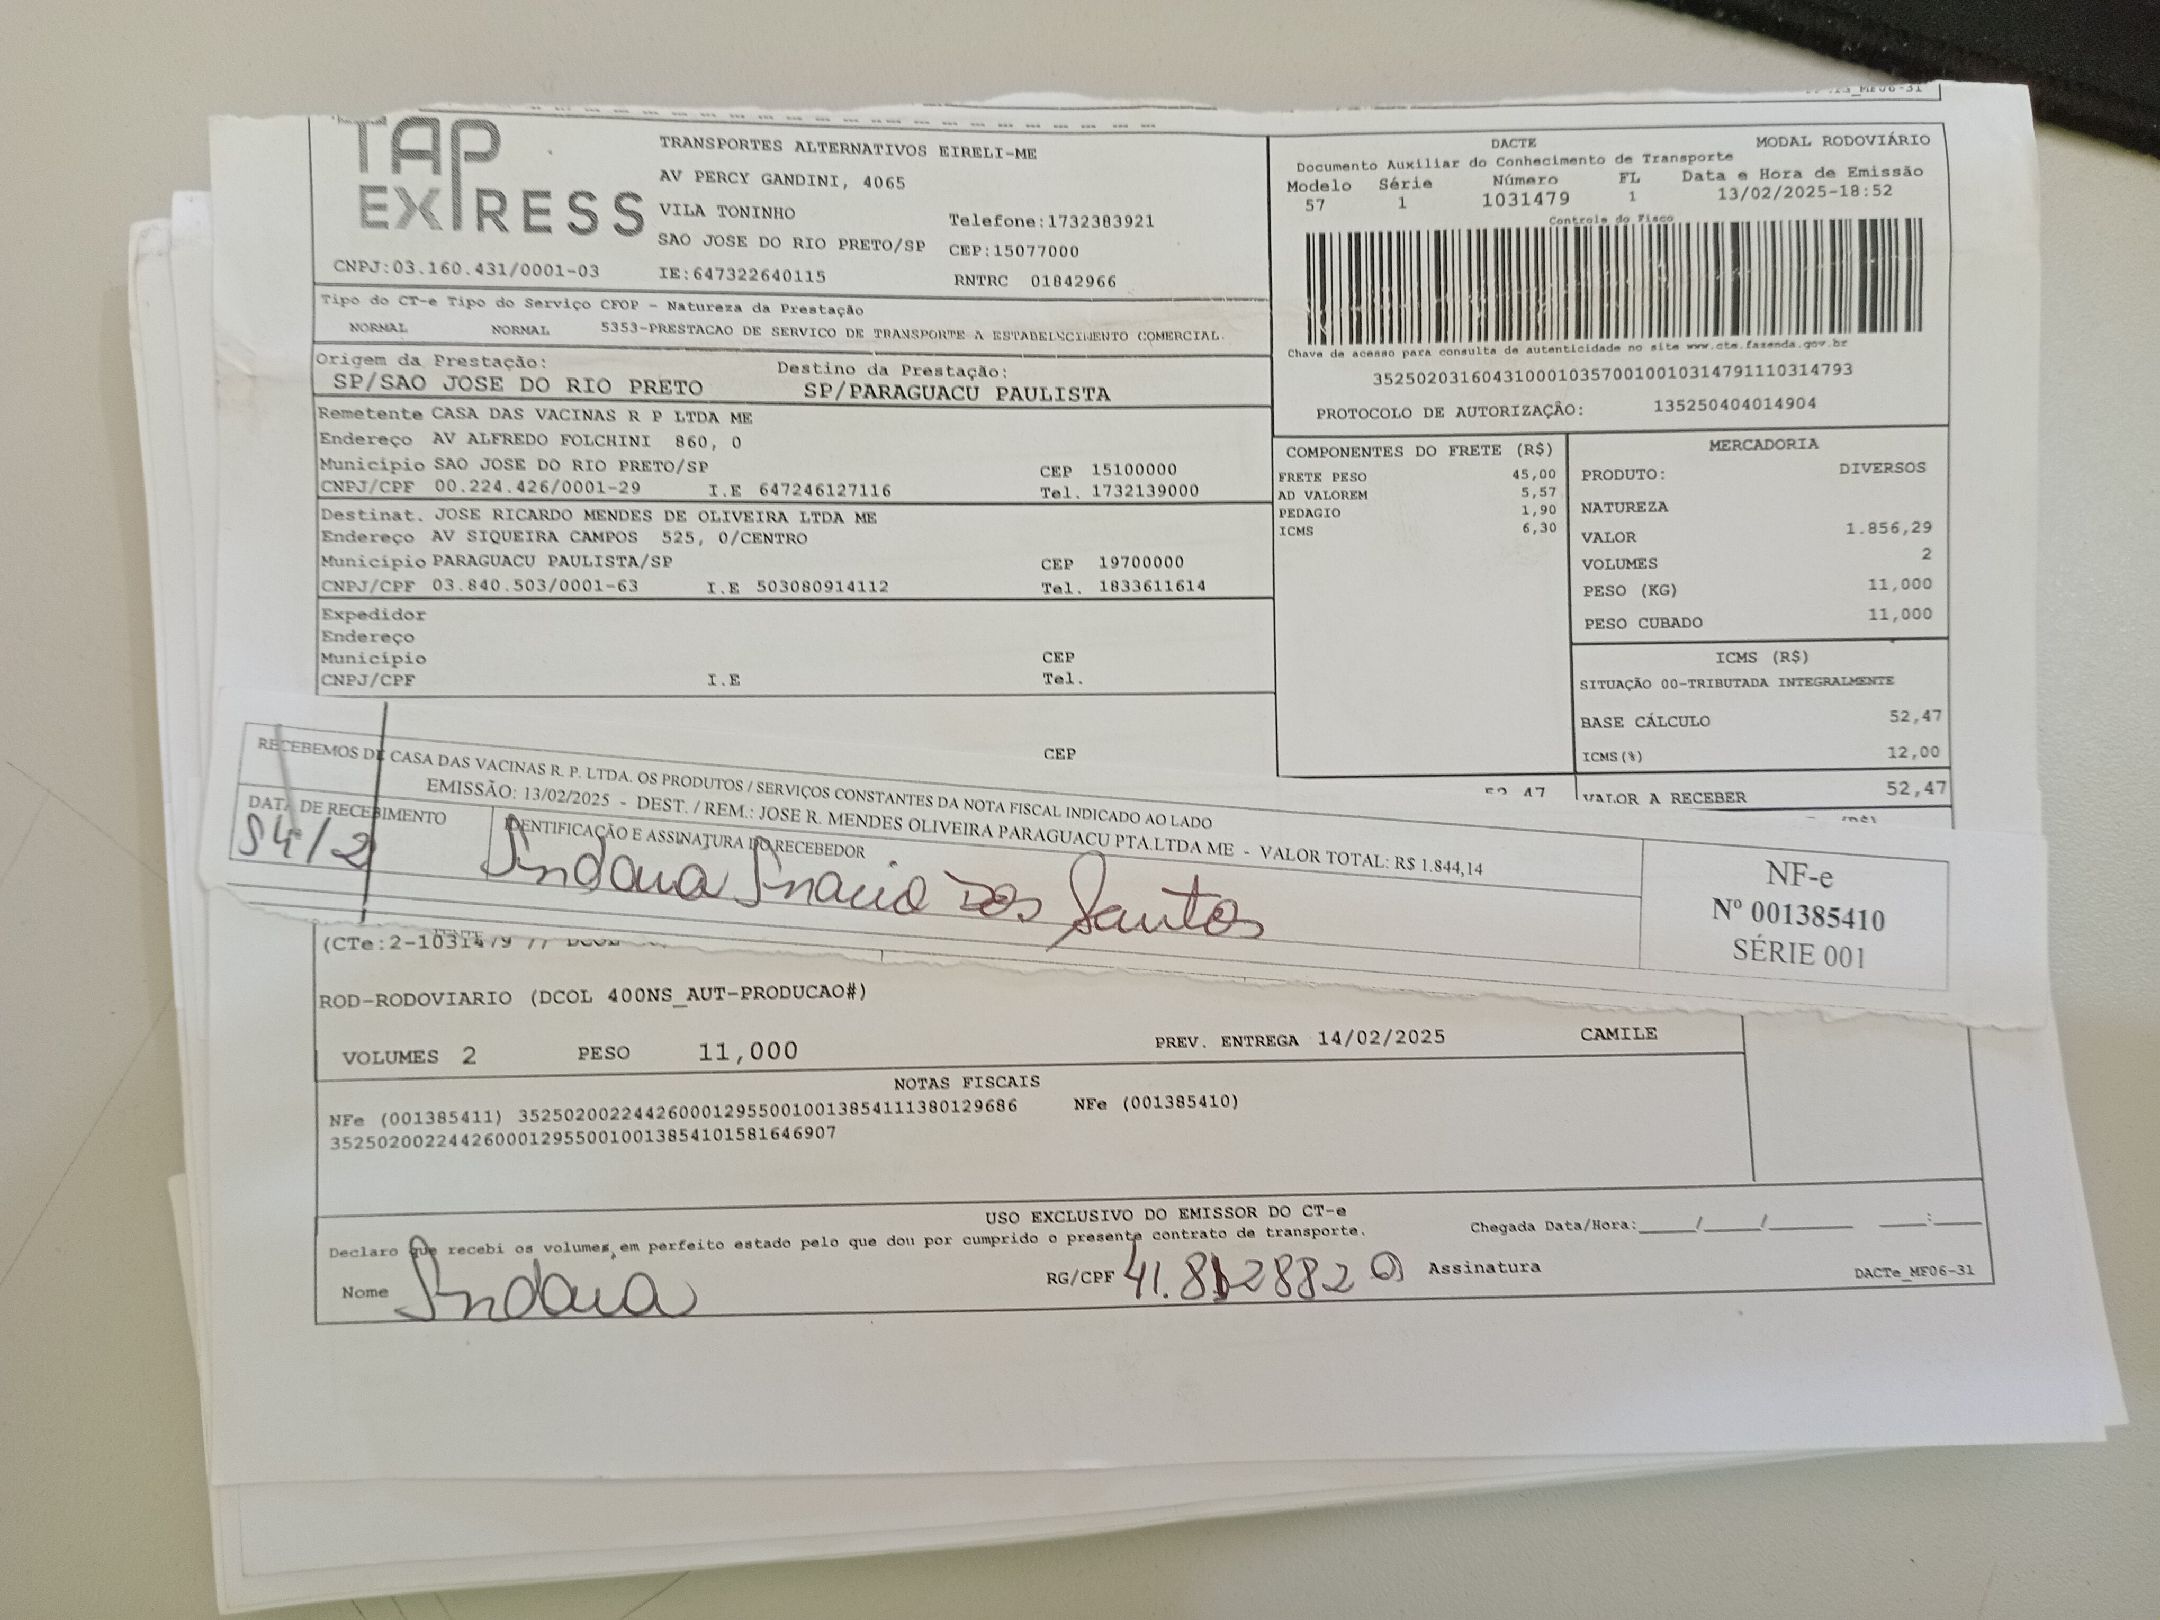 TAP
EXPRESS
TRANSPORTES ALTERNATIVOS EIRELI-ME
AV PERCY GANDINI, 4065
VILA TONINHO
Telefone:1732383921
SAO JOSE DO RIO PRETO/SP CEP:15077000
CNPJ:03.160.431/0001-03 IE:647322640115 RNTRC 01842966
DACTE MODAL RODOVIÁRIO
Documento Auxiliar do Conhecimento de Transporte
Modelo Série Número FL Data e Hora de Emissão
57 1 1031479 1 13/02/2025-18:52
Controle do Fisco
Chave de acesso para consulta de autenticidade no site www.cte.fazenda.gov.br
35250203160431000103570010010314791110314793
PROTOCOLO DE AUTORIZAÇÃO: 135250404014904
Tipo do CT-e Tipo do Serviço CFOP - Natureza da Prestação
NORMAL NORMAL 5353-PRESTACAO DE SERVICO DE TRANSPORTE A ESTABELECIMENTO COMERCIAL.
Origem da Prestação: Destino da Prestação:
SP/SAO JOSE DO RIO PRETO SP/PARAGUACU PAULISTA
Remetente CASA DAS VACINAS R P LTDA ME
Endereço AV ALFREDO FOLCHINI 860, 0
Município SAO JOSE DO RIO PRETO/SP CEP 15100000
CNPJ/CPF 00.224.426/0001-29 I.E 647246127116 Tel. 1732139000
Destinat. JOSE RICARDO MENDES DE OLIVEIRA LTDA ME
Endereço AV SIQUEIRA CAMPOS 525, 0/CENTRO
Município PARAGUACU PAULISTA/SP CEP 19700000
CNPJ/CPF 03.840.503/0001-63 I.E 503080914112 Tel. 1833611614
Expedidor
Endereço
Município CEP
CNPJ/CPF I.E Tel.
CEP
COMPONENTES DO FRETE (R$)
FRETE PESO 45,00
AD VALOREM 5,57
PEDAGIO 1,90
ICMS 6,30
52,47
MERCADORIA
PRODUTO: DIVERSOS
NATUREZA
VALOR 1.856,29
VOLUMES 2
PESO (KG) 11,000
PESO CUBADO 11,000
ICMS (R$)
SITUAÇÃO 00-TRIBUTADA INTEGRALMENTE
BASE CÁLCULO 52,47
ICMS(%) 12,00
VALOR A RECEBER 52,47
RECEBEMOS DE CASA DAS VACINAS R. P. LTDA. OS PRODUTOS / SERVIÇOS CONSTANTES DA NOTA FISCAL INDICADO AO LADO
EMISSÃO: 13/02/2025 - DEST. / REM.: JOSE R. MENDES OLIVEIRA PARAGUACU PTA.LTDA ME - VALOR TOTAL: R$ 1.844,14
DATA DE RECEBIMENTO IDENTIFICAÇÃO E ASSINATURA DO RECEBEDOR
Dos Santos
NF-e
Nº 001385410
SÉRIE 001
(CTe:2-1031479 // DCOL
ROD-RODOVIARIO (DCOL 400NS_AUT-PRODUCAO#)
VOLUMES 2 PESO 11,000 PREV. ENTREGA 14/02/2025 CAMILE
NOTAS FISCAIS
NFe (001385411) 35250200224426000129550010013854111380129686 NFe (001385410)
35250200224426000129550010013854101581646907
USO EXCLUSIVO DO EMISSOR DO CT-e
Declaro que recebi os volumes em perfeito estado pelo que dou por cumprido o presente contrato de transporte. Chegada Data/Hora:____/____/______ ___:___
Nome RG/CPF Assinatura DACTe_MF06-31